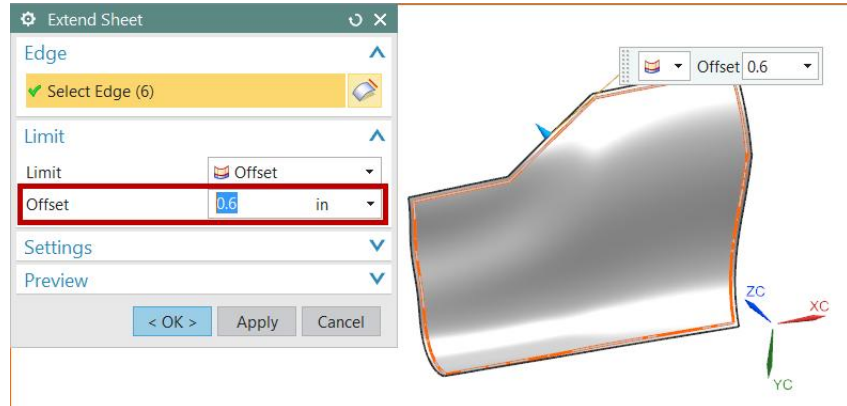 Extend Sheet
Edge
Select Edge (6)
Limit
Limit Offset
Offset 0.6 in
Settings
Preview
< OK > Apply Cancel
Offset 0.6
ZC
XC
YC